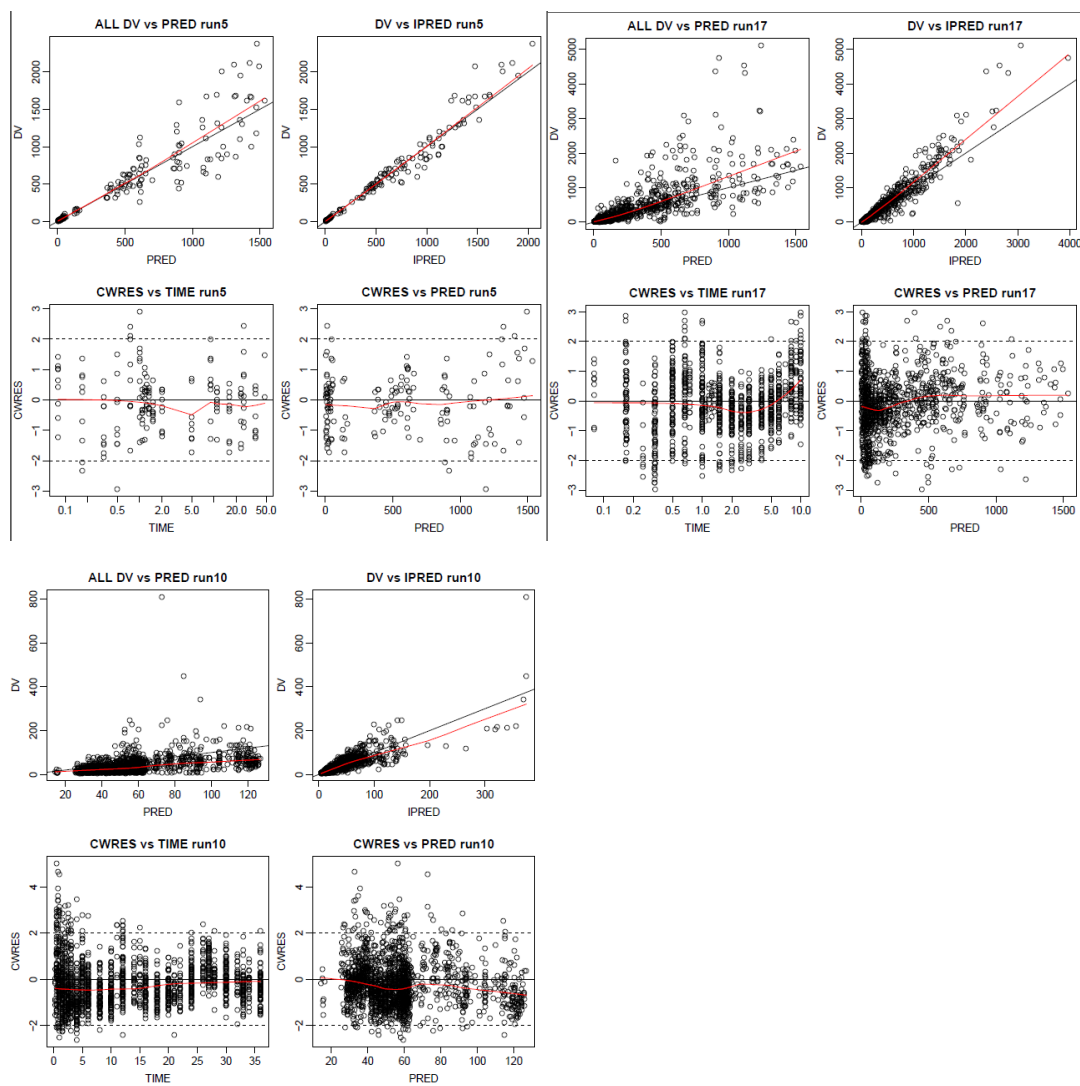 ALL DV vs PRED run5
DV
0 500 1000 1500 2000
0 500 1000 1500
PRED
DV vs IPRED run5
DV
0 500 1000 1500 2000
0 500 1000 1500 2000
IPRED
ALL DV vs PRED run17
DV
0 1000 2000 3000 4000 5000
0 500 1000 1500
PRED
DV vs IPRED run17
DV
0 1000 2000 3000 4000 5000
0 1000 2000 3000 4000
IPRED
CWRES vs TIME run5
CWRES
-3 -2 -1 0 1 2 3
0.1 0.5 1.0 2.0 5.0 20.0 50.0
TIME
CWRES vs PRED run5
CWRES
-3 -2 -1 0 1 2 3
0 500 1000 1500
PRED
CWRES vs TIME run17
CWRES
-3 -2 -1 0 1 2 3
0.1 0.2 0.5 1.0 2.0 5.0 10.0
TIME
CWRES vs PRED run17
CWRES
-3 -2 -1 0 1 2 3
0 500 1000 1500
PRED
ALL DV vs PRED run10
DV
0 200 400 600 800
20 40 60 80 100 120
PRED
DV vs IPRED run10
DV
0 200 400 600 800
0 100 200 300
IPRED
CWRES vs TIME run10
CWRES
-2 0 2 4
0 5 10 15 20 25 30 35
TIME
CWRES vs PRED run10
CWRES
-2 0 2 4
20 40 60 80 100 120
PRED